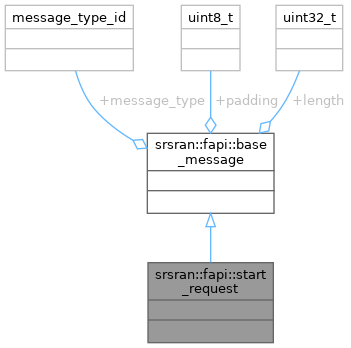 message_type_id
uint8_t
uint32_t
+message_type
+padding
+length
srsran::fapi::base
_message
srsran::fapi::start
_request